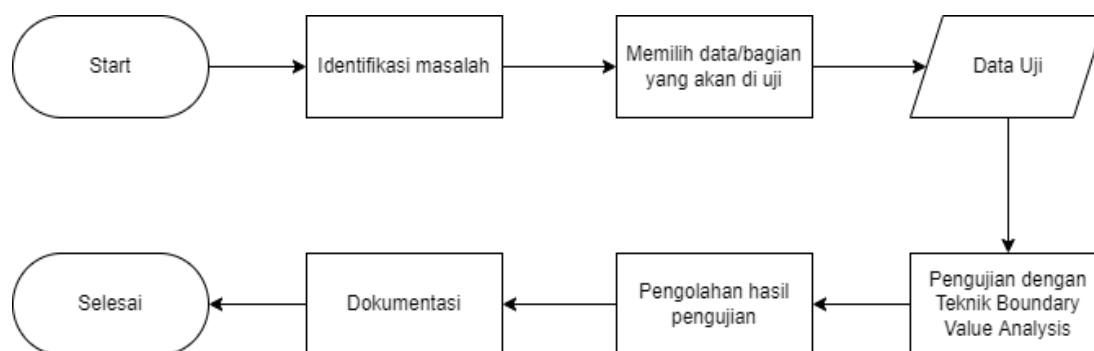 Start
Identifikasi masalah
Memilih data/bagian
yang akan di uji
Data Uji
Pengujian dengan
Teknik Boundary
Value Analysis
Pengolahan hasil
pengujian
Dokumentasi
Selesai